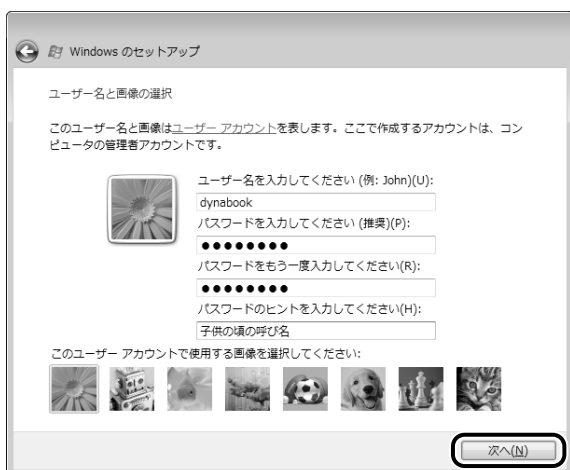 Windows のセットアップ
ユーザー名と画像の選択
このユーザー名と画像はユーザー アカウントを表します。ここで作成するアカウントは、コン
ピュータの管理者アカウントです。
ユーザー名を入力してください (例: John)(U):
dynabook
パスワードを入力してください (推奨)(P):
●●●●●●●●
パスワードをもう一度入力してください(R):
●●●●●●●●
パスワードのヒントを入力してください(H):
子供の頃の呼び名
このユーザー アカウントで使用する画像を選択してください:
次へ(N)